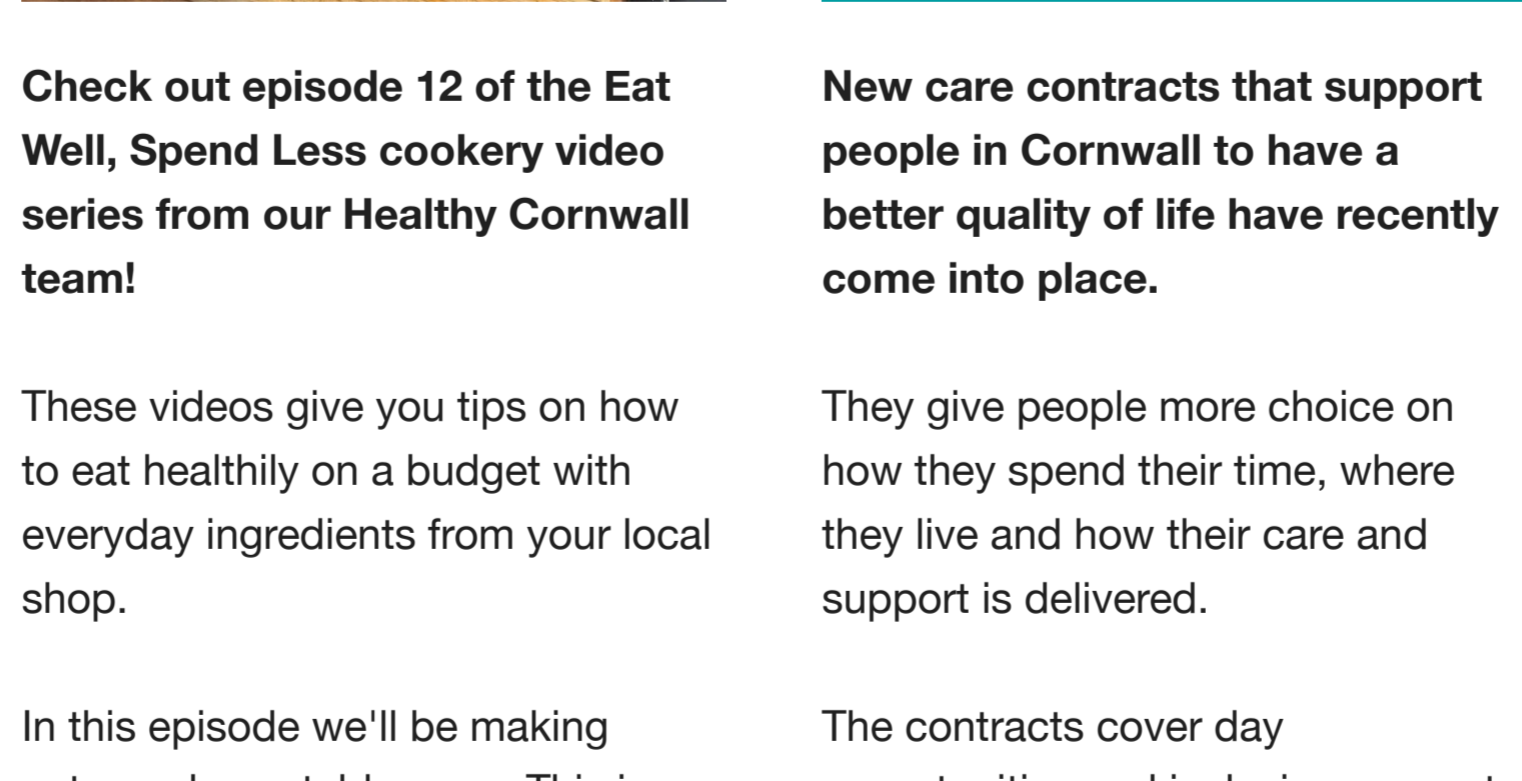 Check out episode 12 of the Eat
Well, Spend Less cookery video
series from our Healthy Cornwall
team!
These videos give you tips on how
to eat healthily on a budget with
everyday ingredients from your local
shop.
In this episode we'll be making
New care contracts that support
people in Cornwall to have a
better quality of life have recently
come into place.
They give people more choice on
how they spend their time, where
they live and how their care and
support is delivered.
The contracts cover day